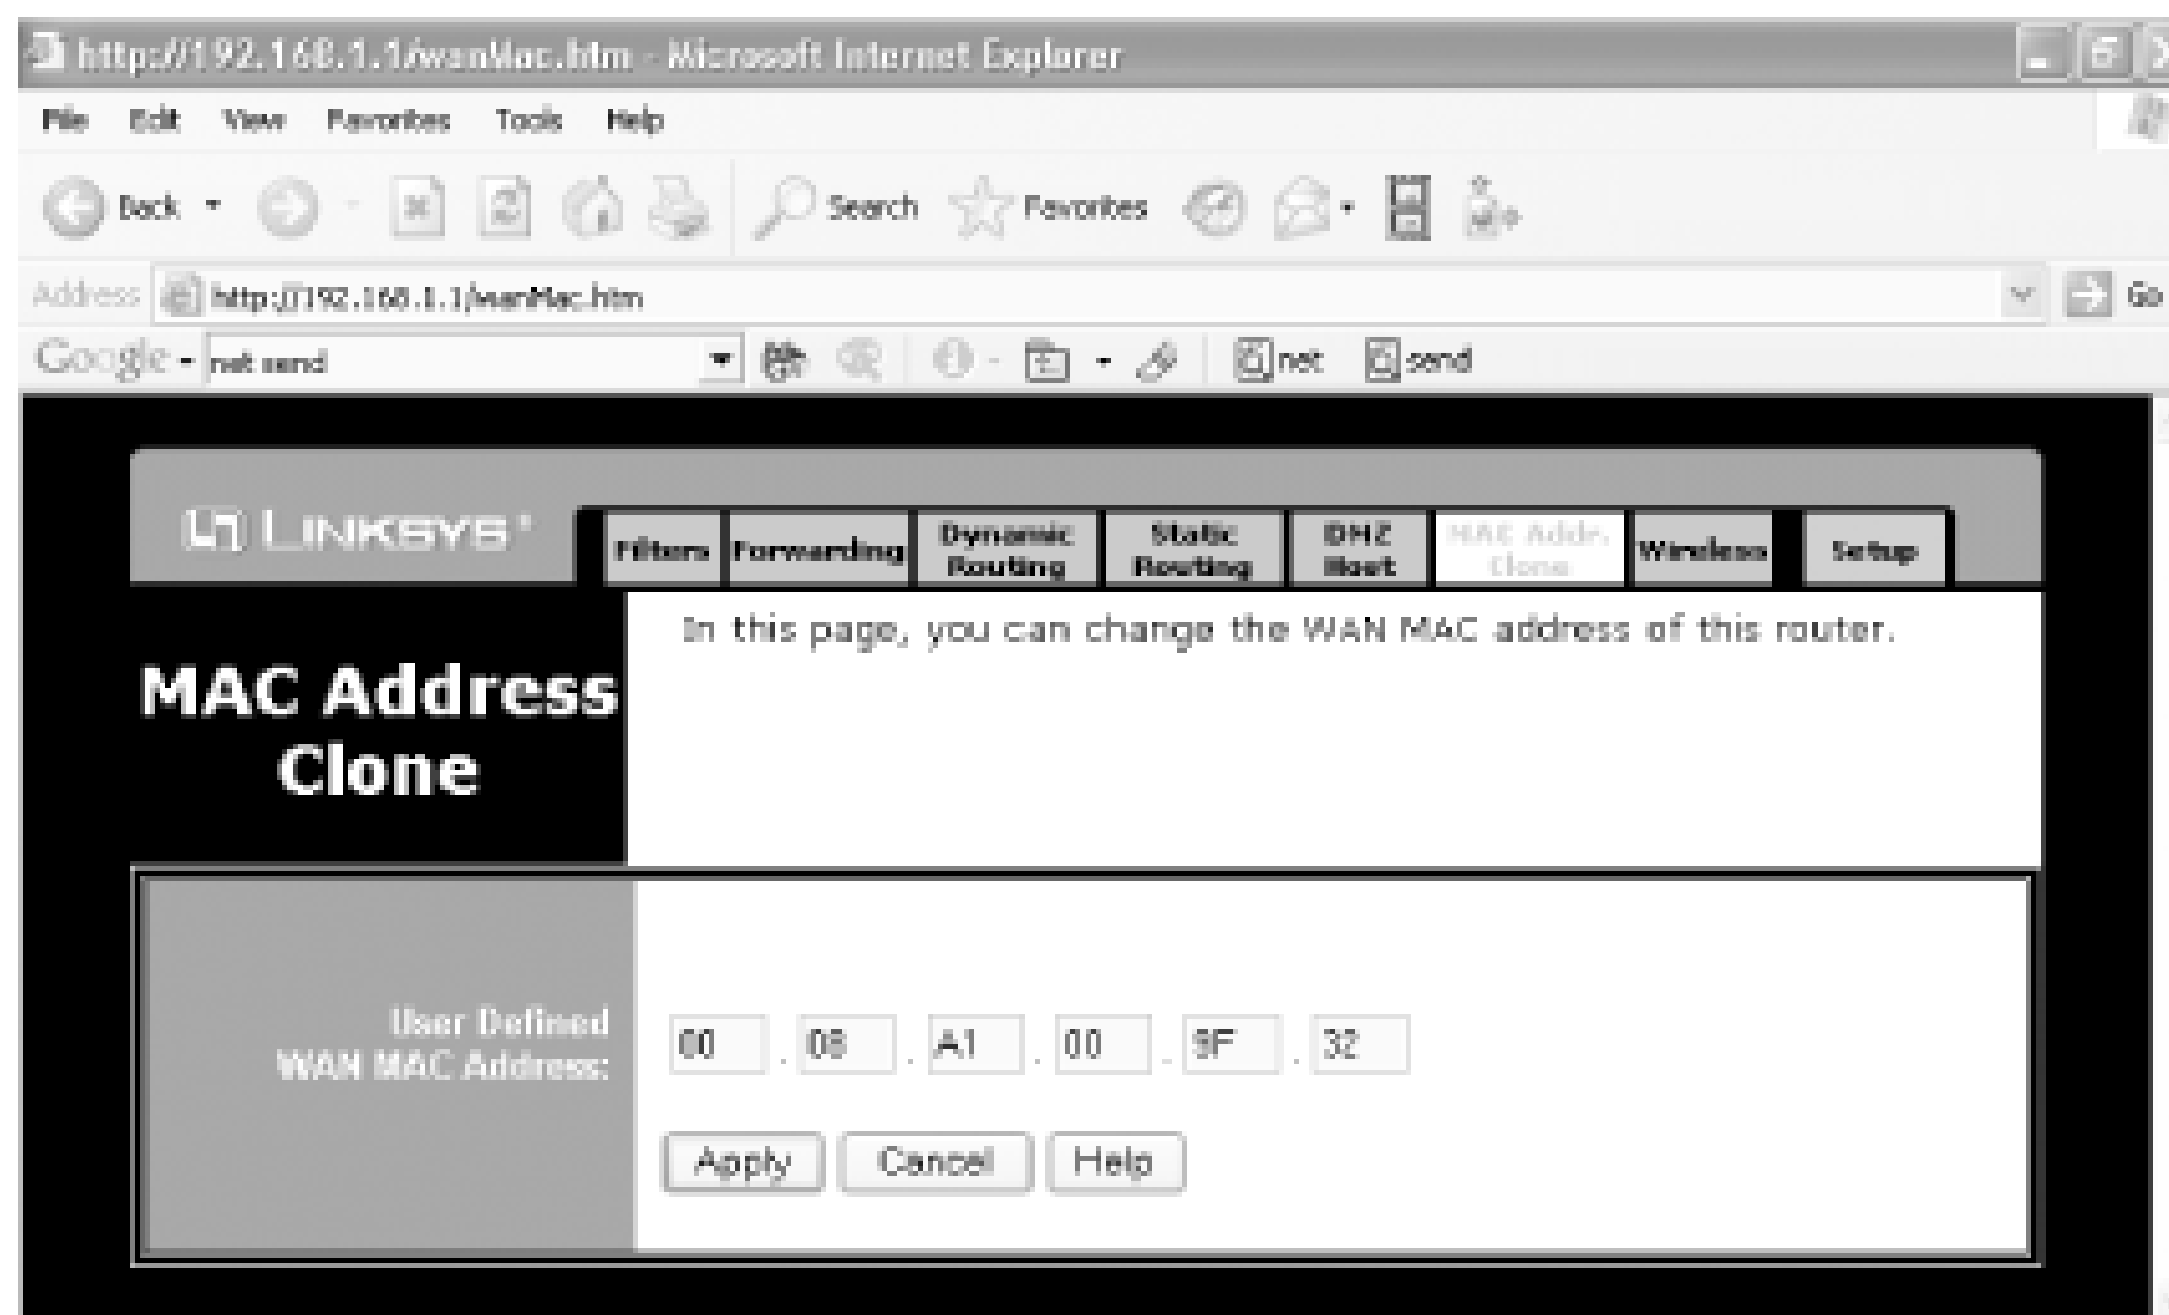 http://192.168.1.1/wanMac.htm - Microsoft Internet Explorer
File Edit View Favorites Tools Help
Back Search Favorites
Address http://192.168.1.1/wanMac.htm Go
Google net send net send
LINKSYS® Filters Forwarding Dynamic Routing Static Routing DMZ Host MAC Addr. Clone Wireless Setup
In this page, you can change the WAN MAC address of this router.
MAC Address
Clone
User Defined
WAN MAC Address:
00 . 08 . A1 . 00 . 9F . 32
Apply Cancel Help